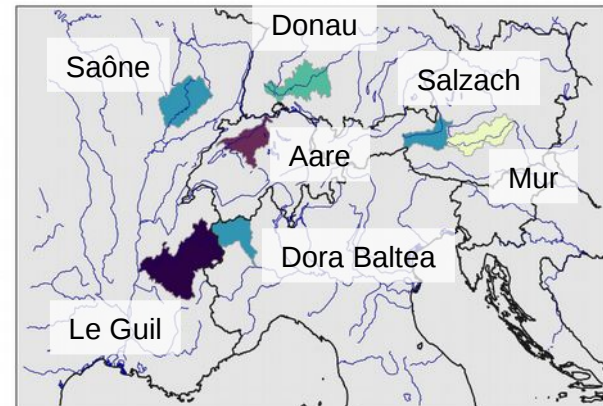 Donau
Saône
Salzach
Aare
Mur
Dora Baltea
Le Guil